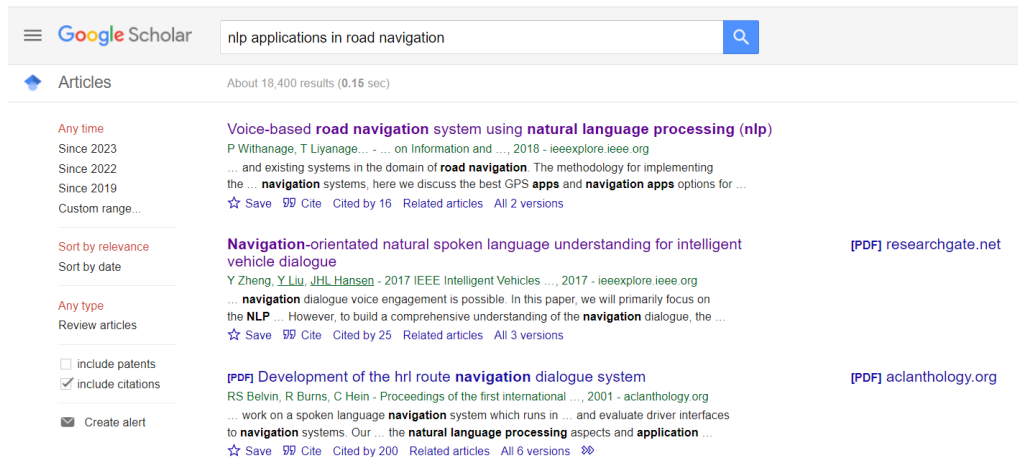 Google Scholar
nlp applications in road navigation
Articles
About 18,400 results (0.15 sec)
Any time
Since 2023
Since 2022
Since 2019
Custom range...
Sort by relevance
Sort by date
Any type
Review articles
include patents
include citations
Create alert
Voice-based road navigation system using natural language processing (nlp)
P Withanage, T Liyanage… - … on Information and …, 2018 - ieeexplore.ieee.org
… and existing systems in the domain of road navigation. The methodology for implementing
the … navigation systems, here we discuss the best GPS apps and navigation apps options for …
Save Cite Cited by 16 Related articles All 2 versions
Navigation-orientated natural spoken language understanding for intelligent
vehicle dialogue
[PDF] researchgate.net
Y Zheng, Y Liu, JHL Hansen - 2017 IEEE Intelligent Vehicles …, 2017 - ieeexplore.ieee.org
… navigation dialogue voice engagement is possible. In this paper, we will primarily focus on
the NLP … However, to build a comprehensive understanding of the navigation dialogue, the …
Save Cite Cited by 25 Related articles All 3 versions
[PDF] Development of the hrl route navigation dialogue system
[PDF] aclanthology.org
RS Belvin, R Burns, C Hein - Proceedings of the first international …, 2001 - aclanthology.org
… work on a spoken language navigation system which runs in … and evaluate driver interfaces
to navigation systems. Our … the natural language processing aspects and application …
Save Cite Cited by 200 Related articles All 6 versions